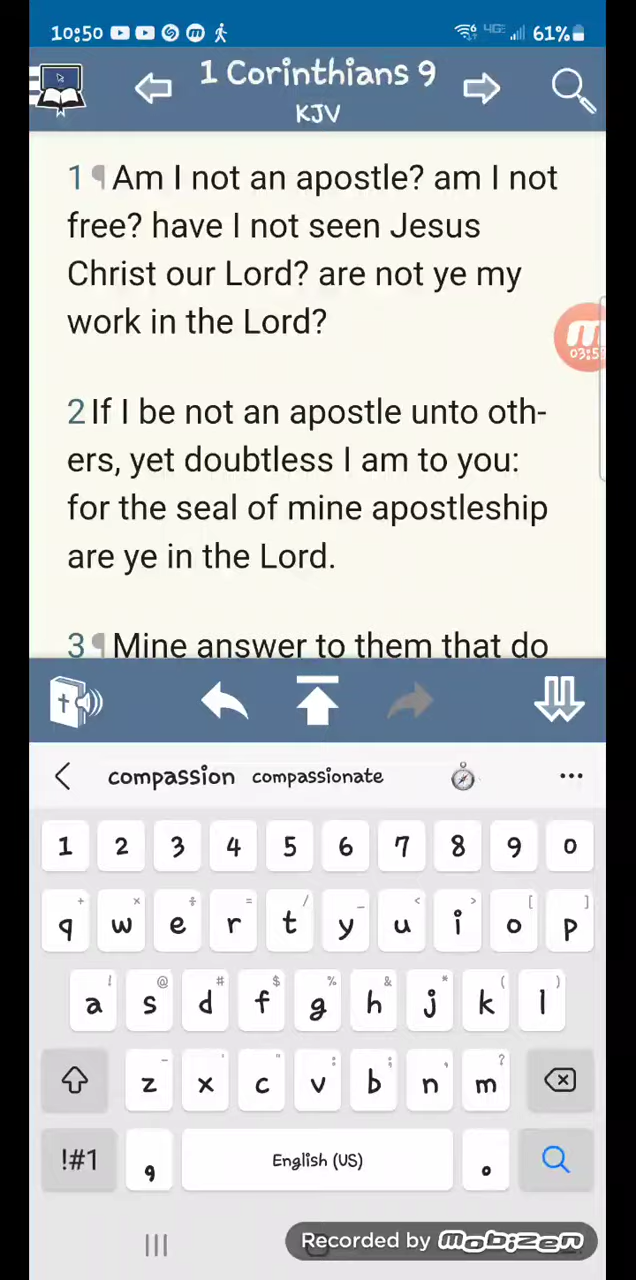 10:50 4GE 61%
1 Corinthians 9
KJV
1 ¶ Am I not an apostle? am I not
free? have I not seen Jesus
Christ our Lord? are not ye my
work in the Lord?
03:5
2 If I be not an apostle unto oth-
ers, yet doubtless I am to you:
for the seal of mine apostleship
are ye in the Lord.
3 ¶ Mine answer to them that do
compassion compassionate ...
1 2 3 4 5 6 7 8 9 0
+ × ÷ = / _ < > [ ]
q w e r t y u i o p
! @ # $ % & * ( )
a s d f g h j k l
- ' " : ; , ?
z x c v b n m
!#1 , English (US) .
Recorded by mobizen